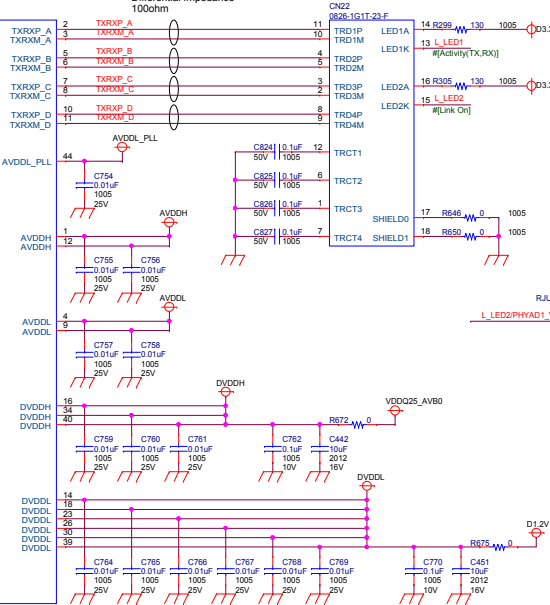 Differential Impedance
100ohm
CN22
0826-1G1T-23-F
TXRXP_A 2 TXRXP_A 11 TRD1P LED1A 14 R299 130 1005 D3.
TXRXM_A 3 TXRXM_A 10 TRD1M
LED1K 13 L_LED1
#[Activity(TX,RX)]
TXRXP_B 5 TXRXP_B 4 TRD2P
TXRXM_B 6 TXRXM_B 5 TRD2M
TXRXP_C 7 TXRXP_C 3 TRD3P LED2A 16 R305 130 1005 D3.
TXRXM_C 8 TXRXM_C 2 TRD3M
LED2K 15 L_LED2
#[Link On]
TXRXP_D 10 TXRXP_D 8 TRD4P
TXRXM_D 11 TXRXM_D 9 TRD4M
AVDDL_PLL
AVDDL_PLL 44
C754
0.01uF
1005
25V
C824 0.1uF 12 TRCT1
50V 1005
C825 0.1uF 6 TRCT2
50V 1005
C826 0.1uF 1 TRCT3
50V 1005
C827 0.1uF 7 TRCT4
50V 1005
SHIELD0 17 R646 0 1005
SHIELD1 18 R650 0 1005
AVDDH
AVDDH 1
AVDDH 12
C755 C756
0.01uF 0.01uF
1005 1005
25V 25V
RJU
L_LED2/PHYAD1_
AVDDL
AVDDL 4
AVDDL 9
C757 C758
0.01uF 0.01uF
1005 1005
25V 25V
DVDDH
VDDQ25_AVB0
DVDDH 16
DVDDH 34
DVDDH 40
R672 0
C759 C760 C761 C762 C442
0.01uF 0.01uF 0.01uF 0.1uF 10uF
1005 1005 1005 1005 2012
25V 25V 25V 10V 16V
DVDDL
DVDDL 14
DVDDL 18
DVDDL 23
DVDDL 26
DVDDL 30
DVDDL 39
D1.2V
R675 0
C764 C765 C766 C767 C768 C769 C770 C451
0.01uF 0.01uF 0.01uF 0.01uF 0.01uF 0.01uF 0.1uF 10uF
1005 1005 1005 1005 1005 1005 1005 2012
25V 25V 25V 25V 25V 25V 10V 16V